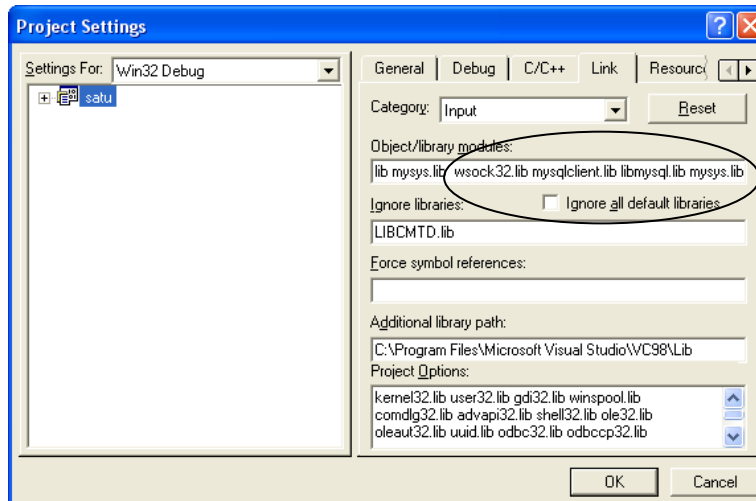 Project Settings
Settings For: Win32 Debug
satu
General Debug C/C++ Link
Category: Input Reset
Object/library modules:
lib mysys.lib wsock32.lib mysqlclient.lib libmysql.lib mysys.lib
Ignore libraries: Ignore all default libraries
LIBCMTD.lib
Force symbol references:
Additional library path:
C:\Program Files\Microsoft Visual Studio\VC98\Lib
Project Options:
kernel32.lib user32.lib gdi32.lib winspool.lib
comdlg32.lib advapi32.lib shell32.lib ole32.lib
oleaut32.lib uuid.lib odbc32.lib odbccp32.lib
OK Cancel